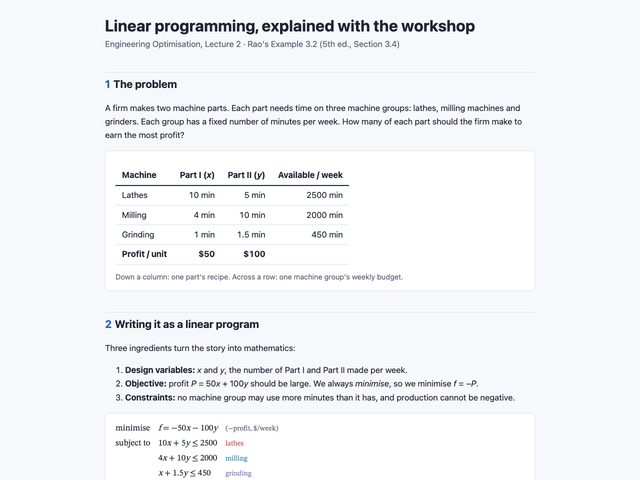 Linear programming, explained with the workshop
Engineering Optimisation, Lecture 2 · Rao's Example 3.2 (5th ed., Section 3.4)
1 The problem
A firm makes two machine parts. Each part needs time on three machine groups: lathes, milling machines and
grinders. Each group has a fixed number of minutes per week. How many of each part should the firm make to
earn the most profit?
Machine Part I (x) Part II (y) Available / week
Lathes 10 min 5 min 2500 min
Milling 4 min 10 min 2000 min
Grinding 1 min 1.5 min 450 min
Profit / unit $50 $100
Down a column: one part's recipe. Across a row: one machine group's weekly budget.
2 Writing it as a linear program
Three ingredients turn the story into mathematics:
1. Design variables: x and y, the number of Part I and Part II made per week.
2. Objective: profit P = 50x + 100y should be large. We always minimise, so we minimise f = −P.
3. Constraints: no machine group may use more minutes than it has, and production cannot be negative.
minimise f = −50x − 100y (−profit, $/week)
subject to 10x + 5y ≤ 2500 lathes
4x + 10y ≤ 2000 milling
x + 1.5y ≤ 450 grinding